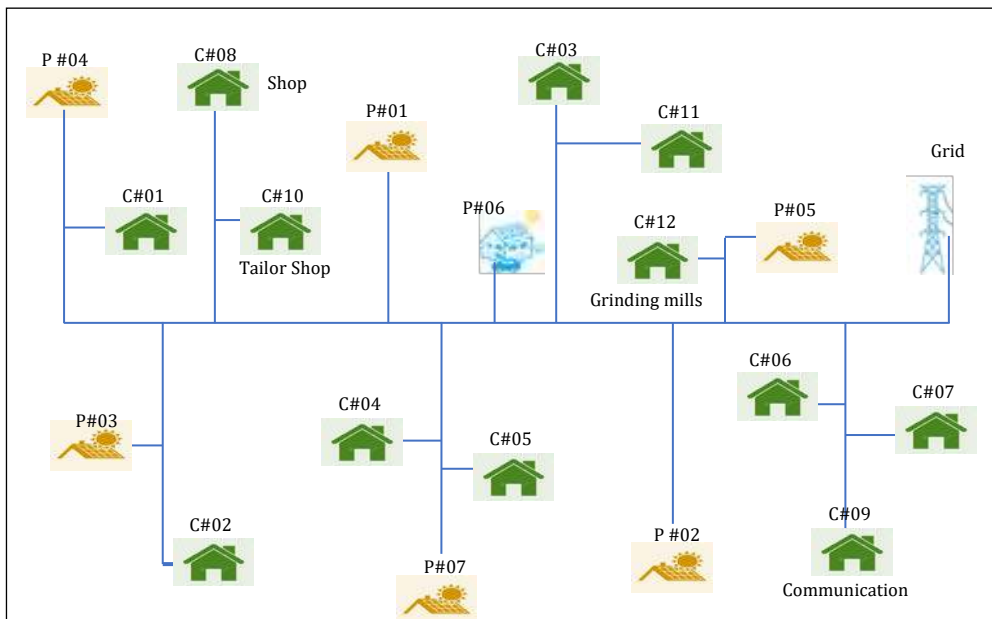 C#03
C#08
P #04
Shop
P#01
C#11
Grid
C#01
C#10
P#06
C#12
P#05
Tailor Shop
Grinding mills
C#06
C#07
C#04
P#03
C#05
C#09
C#02
P #02
P#07
Communication